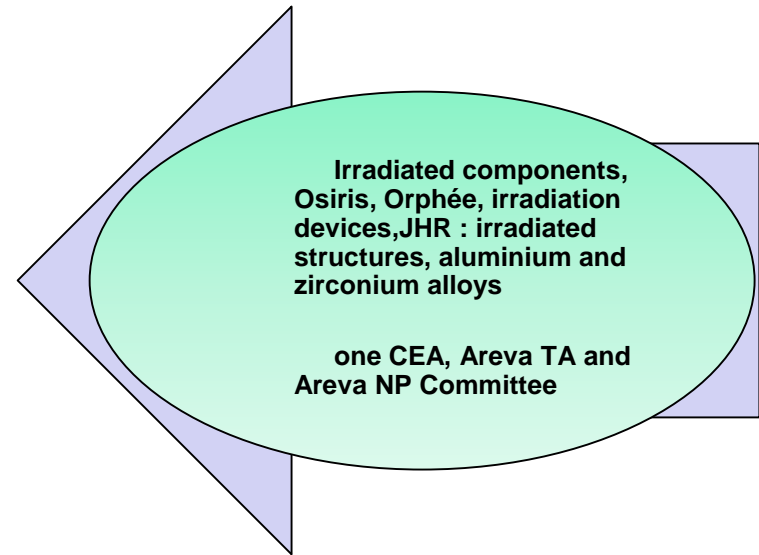 Irradiated components,
Osiris, Orphée, irradiation
devices,JHR : irradiated
structures, aluminium and
zirconium alloys
one CEA, Areva TA and
Areva NP Committee